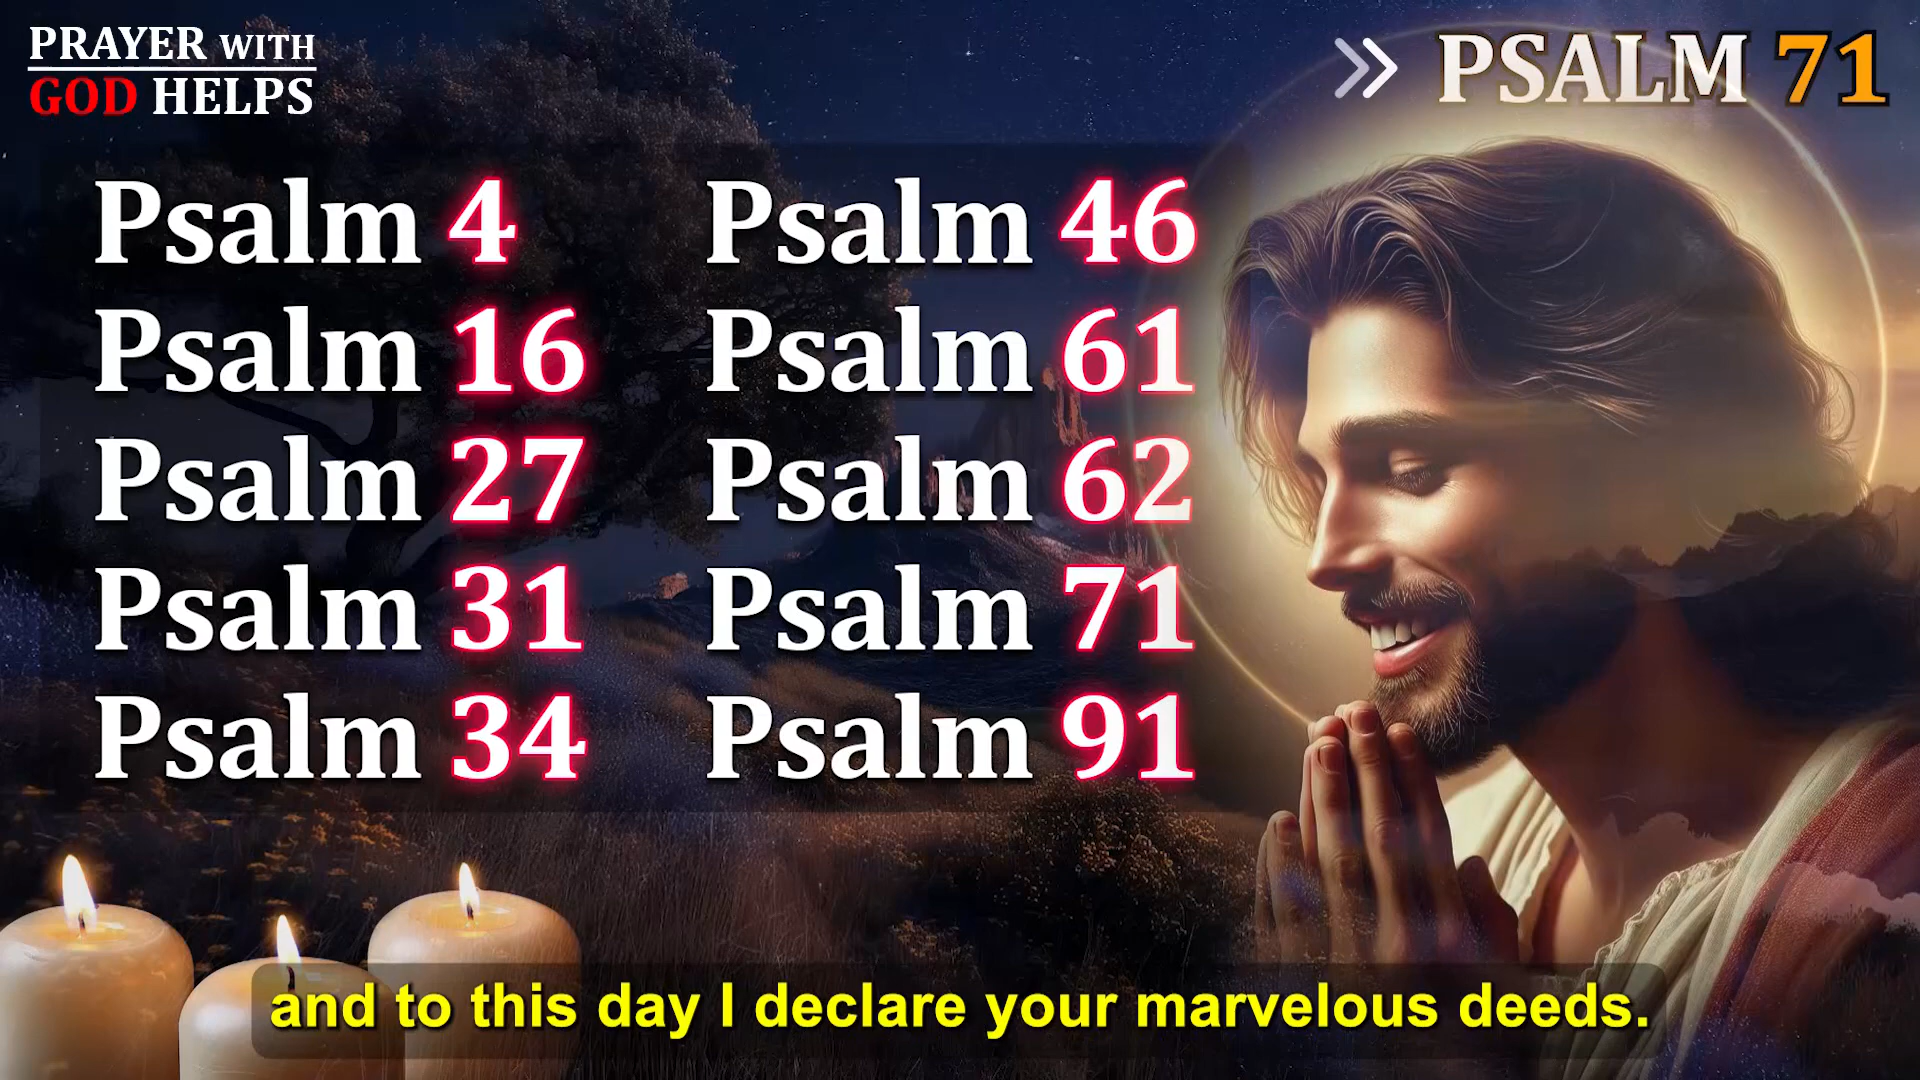 PRAYER WITH
GOD HELPS
PSALM 71
Psalm 4
Psalm 16
Psalm 27
Psalm 31
Psalm 34
Psalm 46
Psalm 61
Psalm 62
Psalm 71
Psalm 91
and to this day I declare your marvelous deeds.